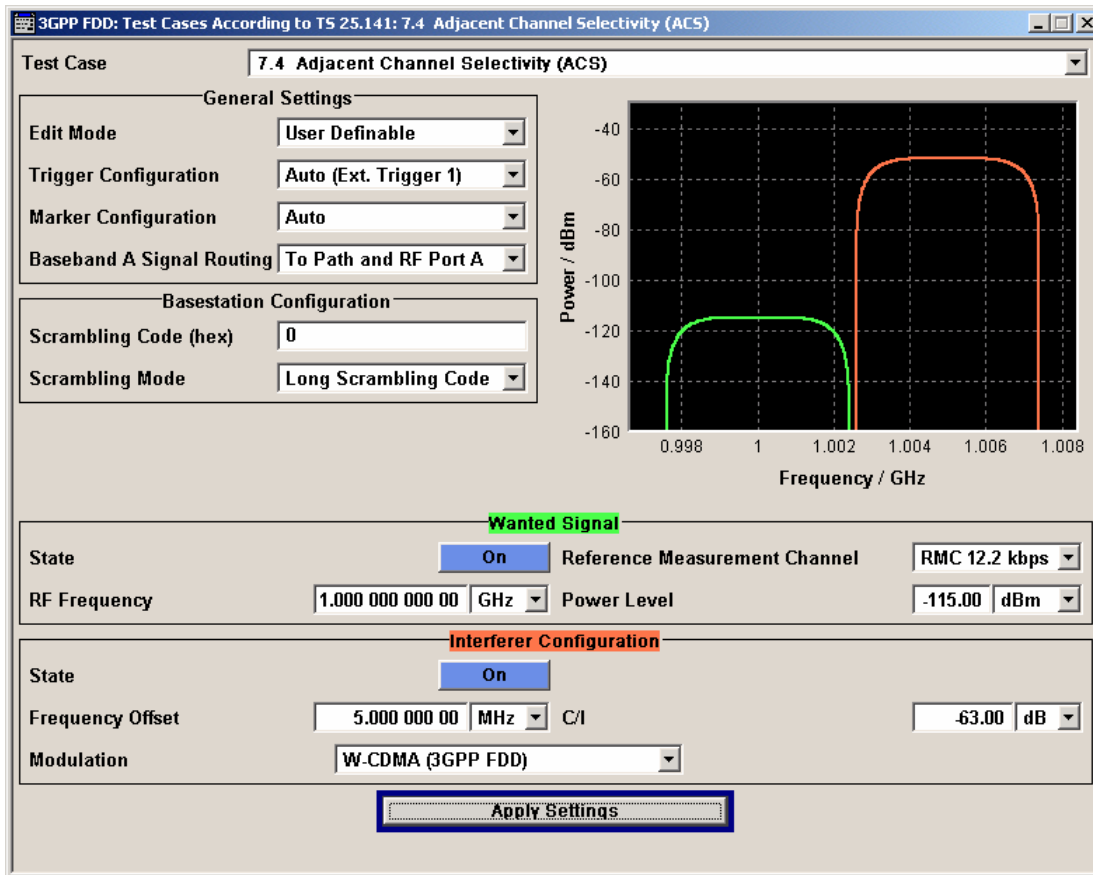 3GPP FDD: Test Cases According to TS 25.141: 7.4 Adjacent Channel Selectivity (ACS)
Test Case 7.4 Adjacent Channel Selectivity (ACS)
General Settings
Edit Mode User Definable
Trigger Configuration Auto (Ext. Trigger 1)
Marker Configuration Auto
Baseband A Signal Routing To Path and RF Port A
Basestation Configuration
Scrambling Code (hex) 0
Scrambling Mode Long Scrambling Code
Power / dBm
-40
-60
-80
-100
-120
-140
-160
0.998 1 1.002 1.004 1.006 1.008
Frequency / GHz
Wanted Signal
State On Reference Measurement Channel RMC 12.2 kbps
RF Frequency 1.000 000 000 00 GHz Power Level -115.00 dBm
Interferer Configuration
State On
Frequency Offset 5.000 000 00 MHz C/I -63.00 dB
Modulation W-CDMA (3GPP FDD)
Apply Settings